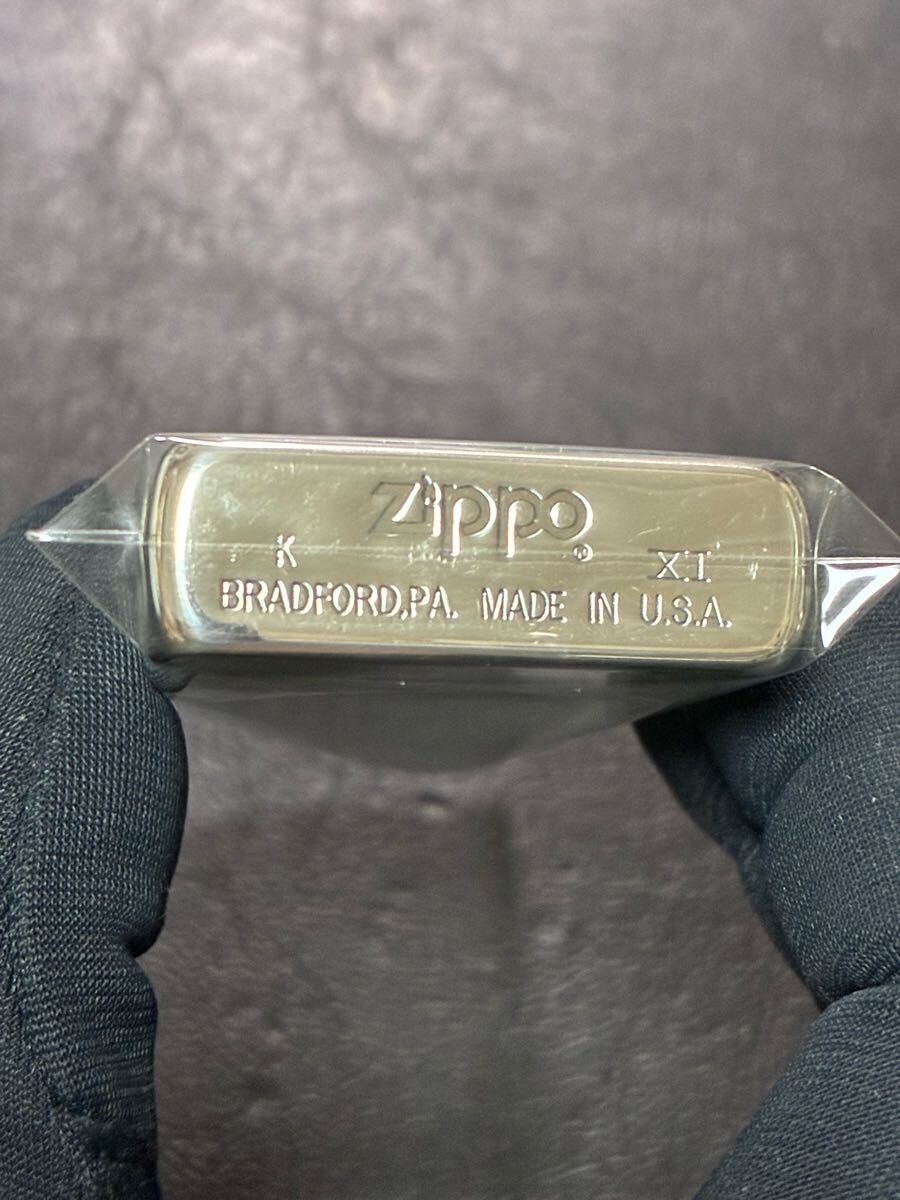 Zippo®
K XI
BRADFORD,PA. MADE IN U.S.A.